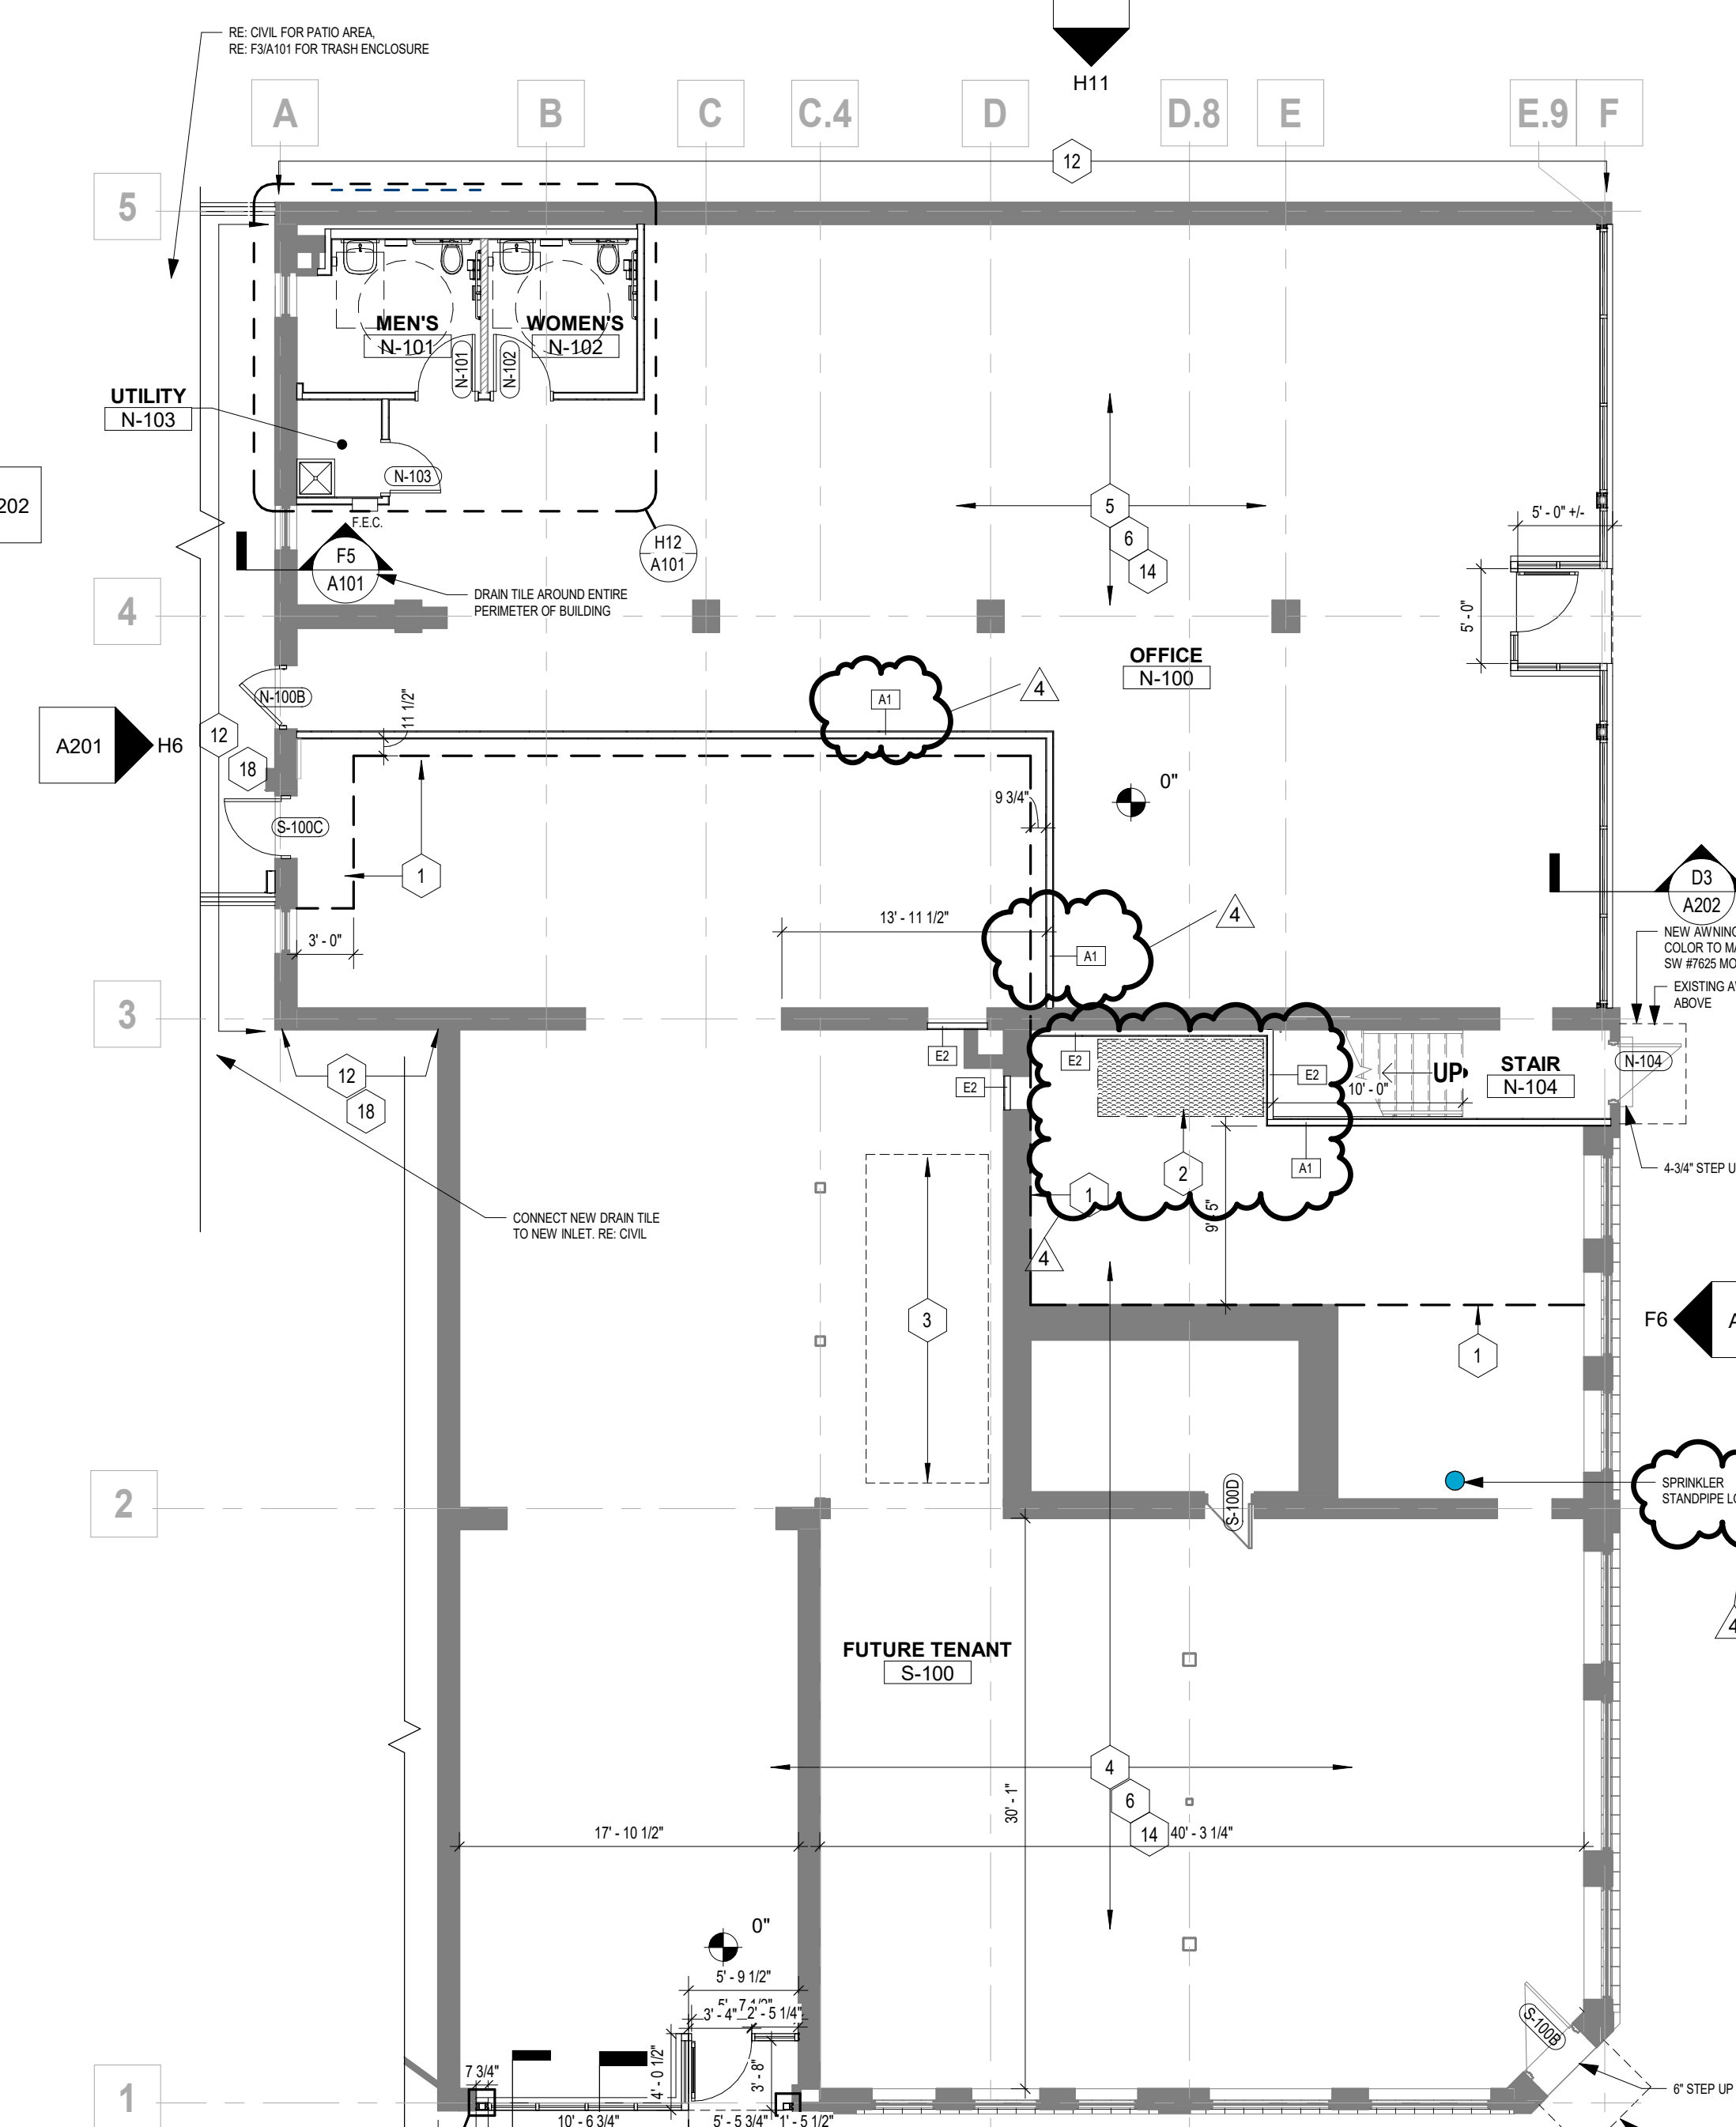 RE: CIVIL FOR PATIO AREA,
RE: F3/A101 FOR TRASH ENCLOSURE
H11
A
B
C
C.4
D
D.8
E
E.9
F
12
5
MEN'S
N-101
WOMEN'S
N-102
N-101
N-102
UTILITY
N-103
N-103
202
F.E.C.
F5
A101
H12
A101
DRAIN TILE AROUND ENTIRE
PERIMETER OF BUILDING
5
6
14
5' - 0" +/-
5' - 0"
4
OFFICE
N-100
A1
4
N-100B
11 1/2"
A201
H6
12
18
0"
9 3/4"
S-100C
1
13' - 11 1/2"
4
A1
3' - 0"
D3
A202
NEW AWNING
COLOR TO
SW #7625
EXISTING
ABOVE
3
E2
E2
E2
E2
UP
10' - 0"
STAIR
N-104
N-104
12
18
2
A1
4-3/4" STEP
1
9' - 5"
4
CONNECT NEW DRAIN TILE
TO NEW INLET. RE: CIVIL
3
F6
1
SPRINKLER
STANDPIPE
2
S-100D
4
FUTURE TENANT
S-100
4
6
14
30' - 1"
17' - 10 1/2"
40' - 3 1/4"
0"
5' - 9 1/2"
5' - 7 1/2"
3' - 4"
2' - 5 1/4"
S-100B
4' - 0 1/2"
3' - 8"
7 3/4"
1
6" STEP UP
10' - 6 3/4"
5' - 5 3/4"
1' - 5 1/2"